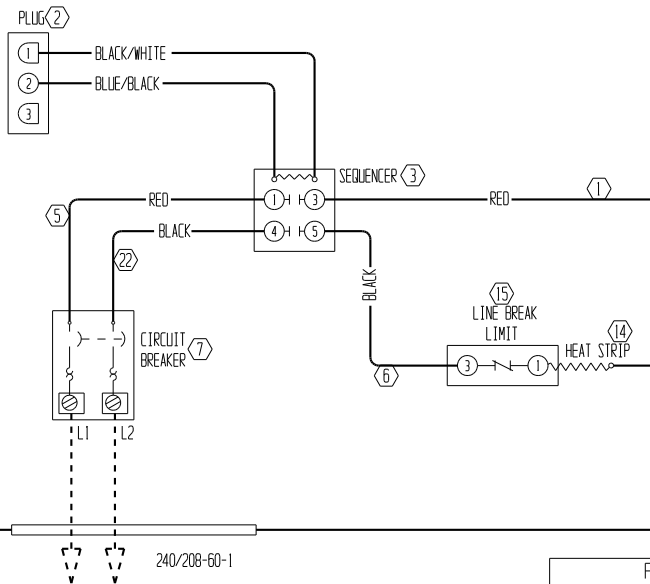 PLUG 2
1 BLACK/WHITE
2 BLUE/BLACK
3
SEQUENCER 3
RED 1 3 RED 1
5
BLACK 4 5
22
BLACK
15
LINE BREAK
LIMIT
CIRCUIT
BREAKER 7
14
HEAT STRIP
3 1
6
L1 L2
240/208-60-1